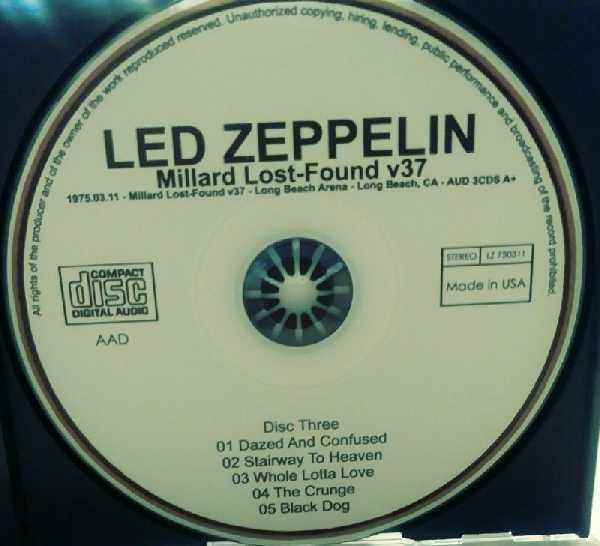 All rights of the producer and of the owner of the work reproduced reserved. Unauthorized copying, hiring, lending, public performance and broadcasting of the record prohibited.
LED ZEPPELIN
Millard Lost-Found v37
1975.03.11 - Millard Lost-Found v37 - Long Beach Arena - Long Beach, CA - AUD 3CDS A+
COMPACT
disc
DIGITAL AUDIO
AAD
STEREO
LZ 750311
Made in USA
Disc Three
01 Dazed And Confused
02 Stairway To Heaven
03 Whole Lotta Love
04 The Crunge
05 Black Dog